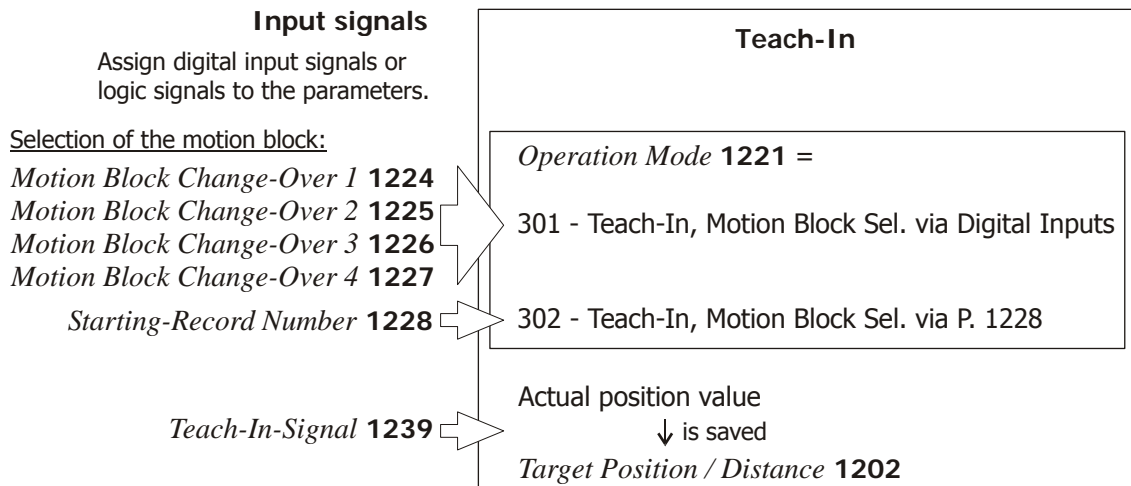 Input signals
Assign digital input signals or
logic signals to the parameters.
Selection of the motion block:
Motion Block Change-Over 1 1224
Motion Block Change-Over 2 1225
Motion Block Change-Over 3 1226
Motion Block Change-Over 4 1227
Starting-Record Number 1228
Teach-In-Signal 1239
Teach-In
Operation Mode 1221 =
301 - Teach-In, Motion Block Sel. via Digital Inputs
302 - Teach-In, Motion Block Sel. via P. 1228
Actual position value
↓ is saved
Target Position / Distance 1202